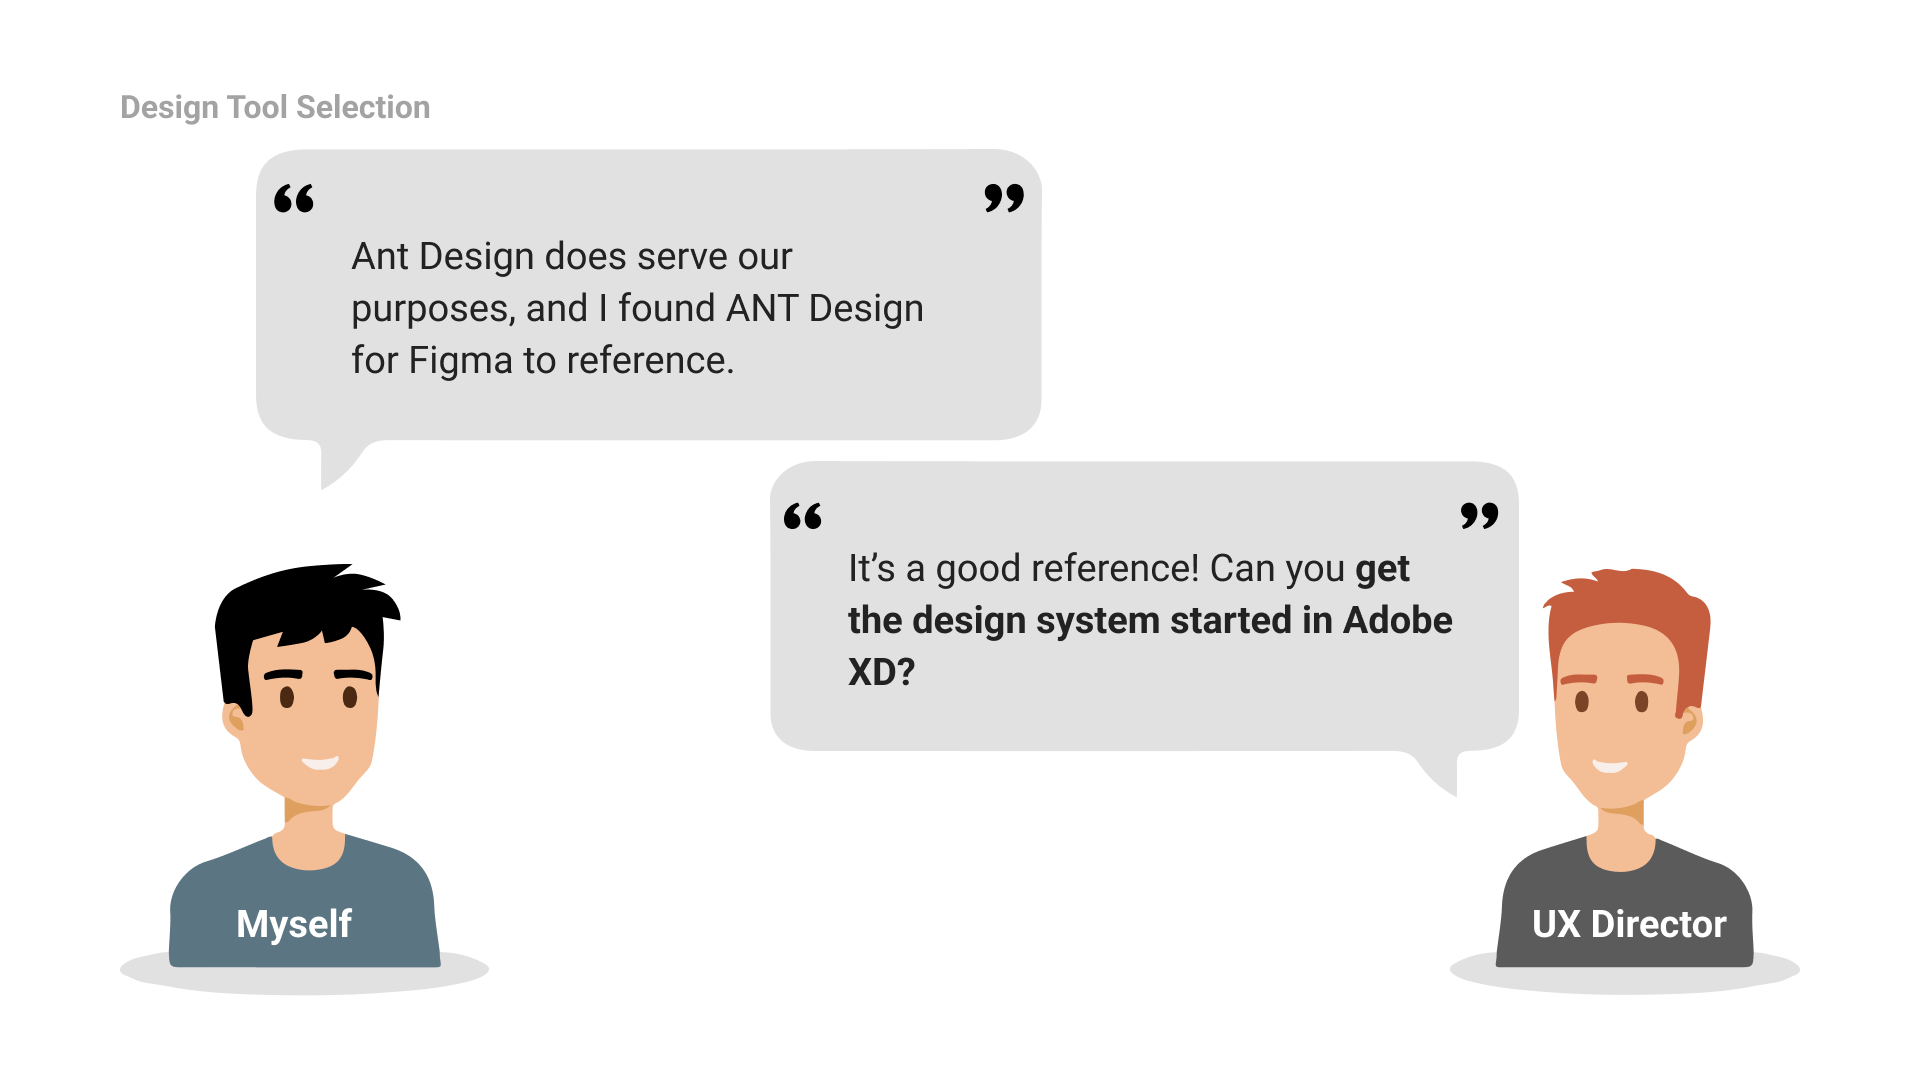 Design Tool Selection
“ ”
Ant Design does serve our
purposes, and I found ANT Design
for Figma to reference.
“ ”
It’s a good reference! Can you get
the design system started in Adobe
XD?
Myself
UX Director